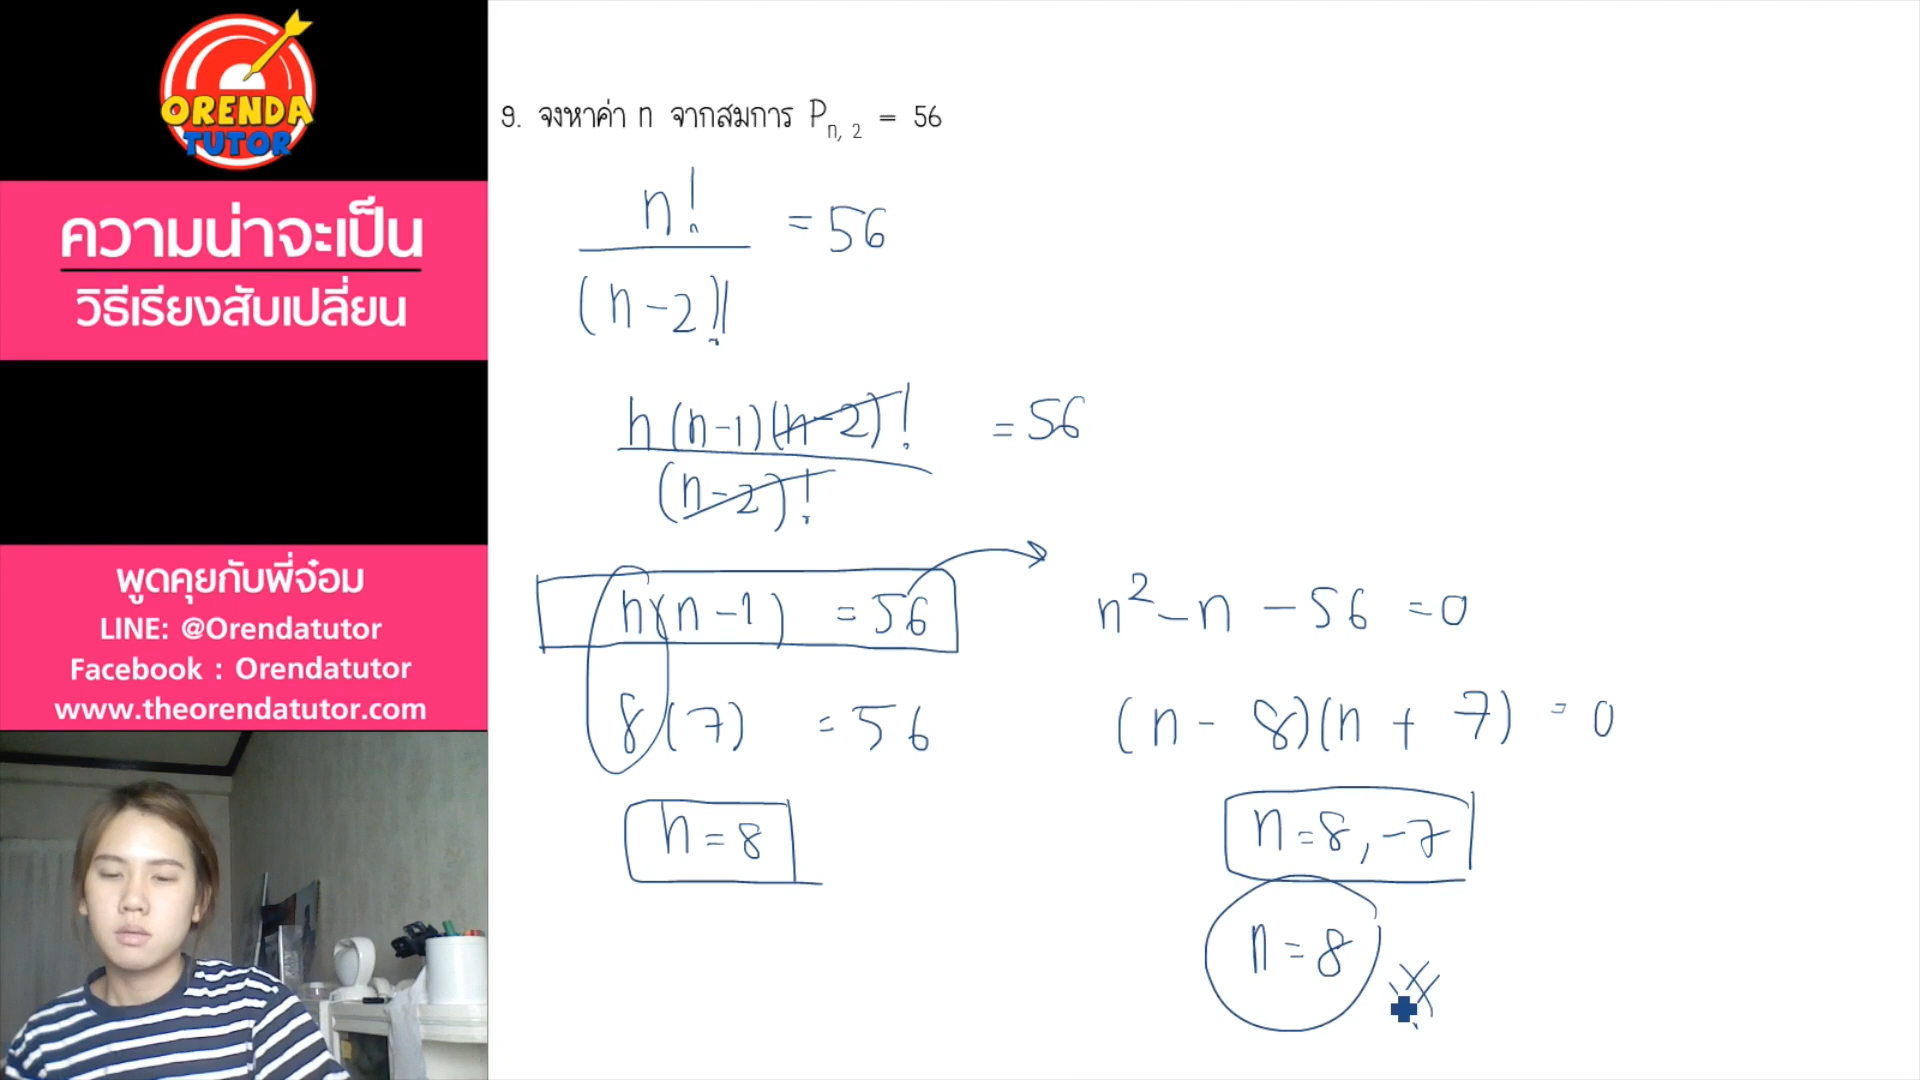 ORENDA
TUTOR
ความน่าจะเป็น
วิธีเรียงสับเปลี่ยน
พูดคุยกับพี่จ๋อม
LINE: @Orendatutor
Facebook : Orendatutor
www.theorendatutor.com
9. จงหาค่า n จากสมการ P n, 2 = 56
n! = 56
(n-2)!
n(n-1)(n-2)! = 56
(n-2)!
n(n-1) = 56
8(7) = 56
n=8
n²-n-56=0
(n-8)(n+7)=0
n=8,-7
n=8